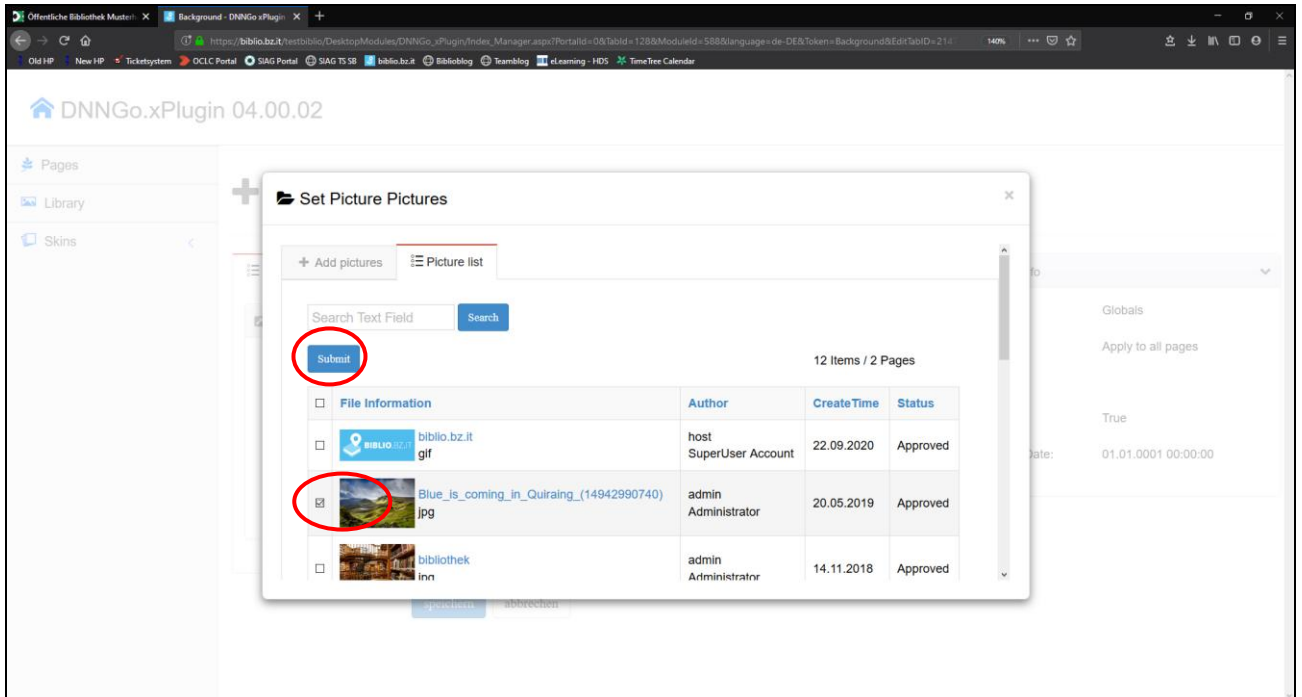 Öffentliche Bibliothek Musterh
Background - DNNGo xPlugin
https://biblio.bz.it/testbiblio/DesktopModules/DNNGo_xPlugin/Index_Manager.aspx?PortalId=0&TabId=128&ModuleId=588&language=de-DE&Token=Background&EditTabID=214
140%
Old HP New HP Ticketsystem OCLC Portal SIAG Portal SIAG TS SB biblio.bz.it Biblioblog Teamblog eLearning - HDS TimeTree Calendar
DNNGo.xPlugin 04.00.02
Pages
Library
Skins
Set Picture Pictures
Add pictures Picture list
Search Text Field Search
Submit 12 Items / 2 Pages
File Information Author CreateTime Status
BIBLIO.BZ.IT biblio.bz.it host 22.09.2020 Approved
gif SuperUser Account
Blue_is_coming_in_Quiraing_(14942990740) admin 20.05.2019 Approved
jpg Administrator
bibliothek admin 14.11.2018 Approved
jpg Administrator
fo
Globals
Apply to all pages
True
Date: 01.01.0001 00:00:00
speichern abbrechen